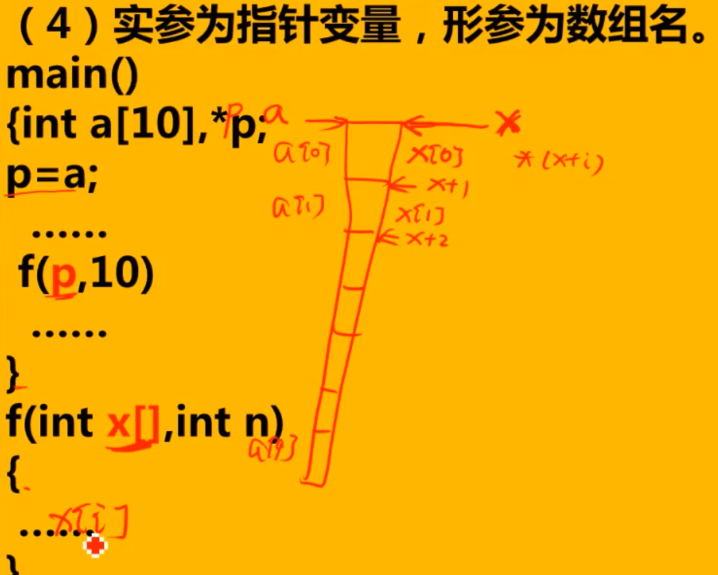 （4）实参为指针变量，形参为数组名。
main()
{int a[10],*p;
p a
x
a[0]
x[0]
*(x+i)
p=a;
x+1
a[1]
x[1]
……
x+2
f(p,10)
……
}
f(int x[],int n)
a[9]
{
……
x[i]
}